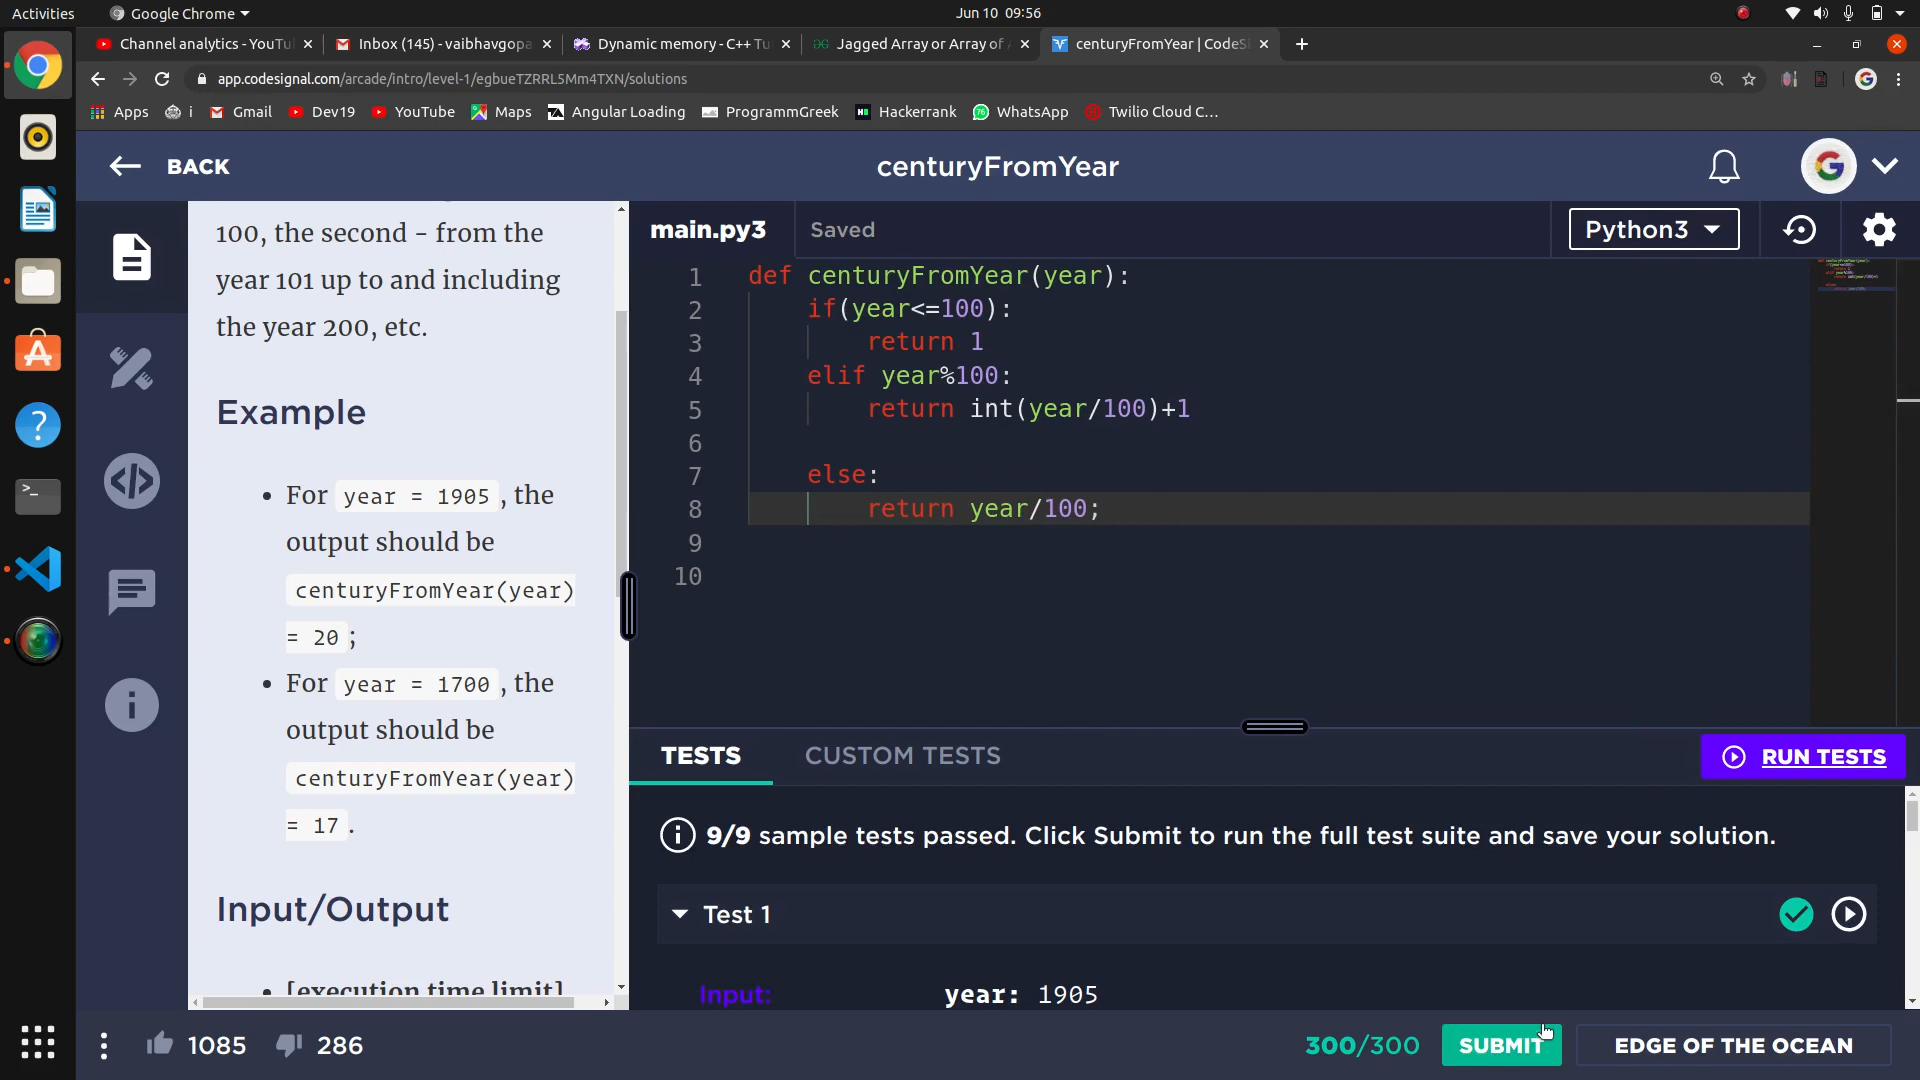 Activities
Google Chrome
Jun 10 09:56
Channel analytics - YouTu
Inbox (145) - vaibhavgopa
Dynamic memory - C++ Tu
Jagged Array or Array of
centuryFromYear | CodeSi
app.codesignal.com/arcade/intro/level-1/egbueTZRRL5Mm4TXN/solutions
Apps
i
Gmail
Dev19
YouTube
Maps
Angular Loading
ProgrammGreek
Hackerrank
WhatsApp
Twilio Cloud C...
BACK
centuryFromYear
100, the second – from the
year 101 up to and including
the year 200, etc.
Example
• For year = 1905, the
output should be
centuryFromYear(year)
= 20;
• For year = 1700, the
output should be
centuryFromYear(year)
= 17.
Input/Output
• [execution time limit]
main.py3
Saved
Python3
1 def centuryFromYear(year):
2 if(year<=100):
3 return 1
4 elif year%100:
5 return int(year/100)+1
6
7 else:
8 return year/100;
9
10
TESTS
CUSTOM TESTS
RUN TESTS
9/9 sample tests passed. Click Submit to run the full test suite and save your solution.
Test 1
Input:
year: 1905
1085
286
300/300
SUBMIT
EDGE OF THE OCEAN